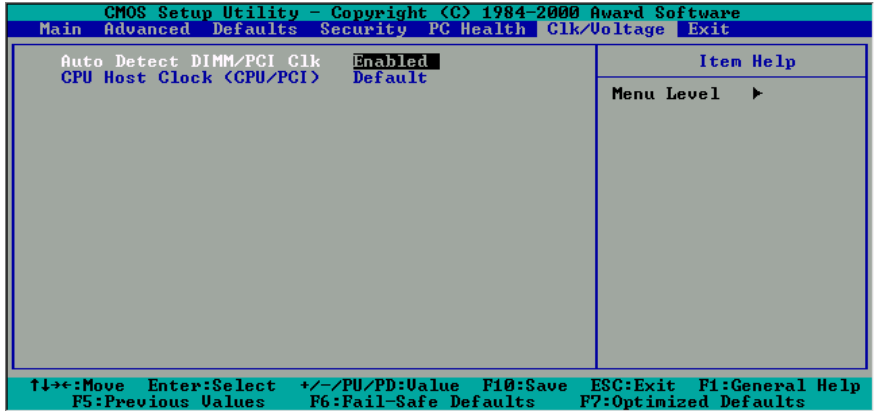 CMOS Setup Utility – Copyright (C) 1984–2000 Award Software
Main Advanced Defaults Security PC Health Clk/Voltage Exit
Auto Detect DIMM/PCI Clk Enabled
CPU Host Clock (CPU/PCI) Default
Item Help
Menu Level ►
↑↓→←:Move Enter:Select +/-/PU/PD:Value F10:Save ESC:Exit F1:General Help
F5:Previous Values F6:Fail-Safe Defaults F7:Optimized Defaults